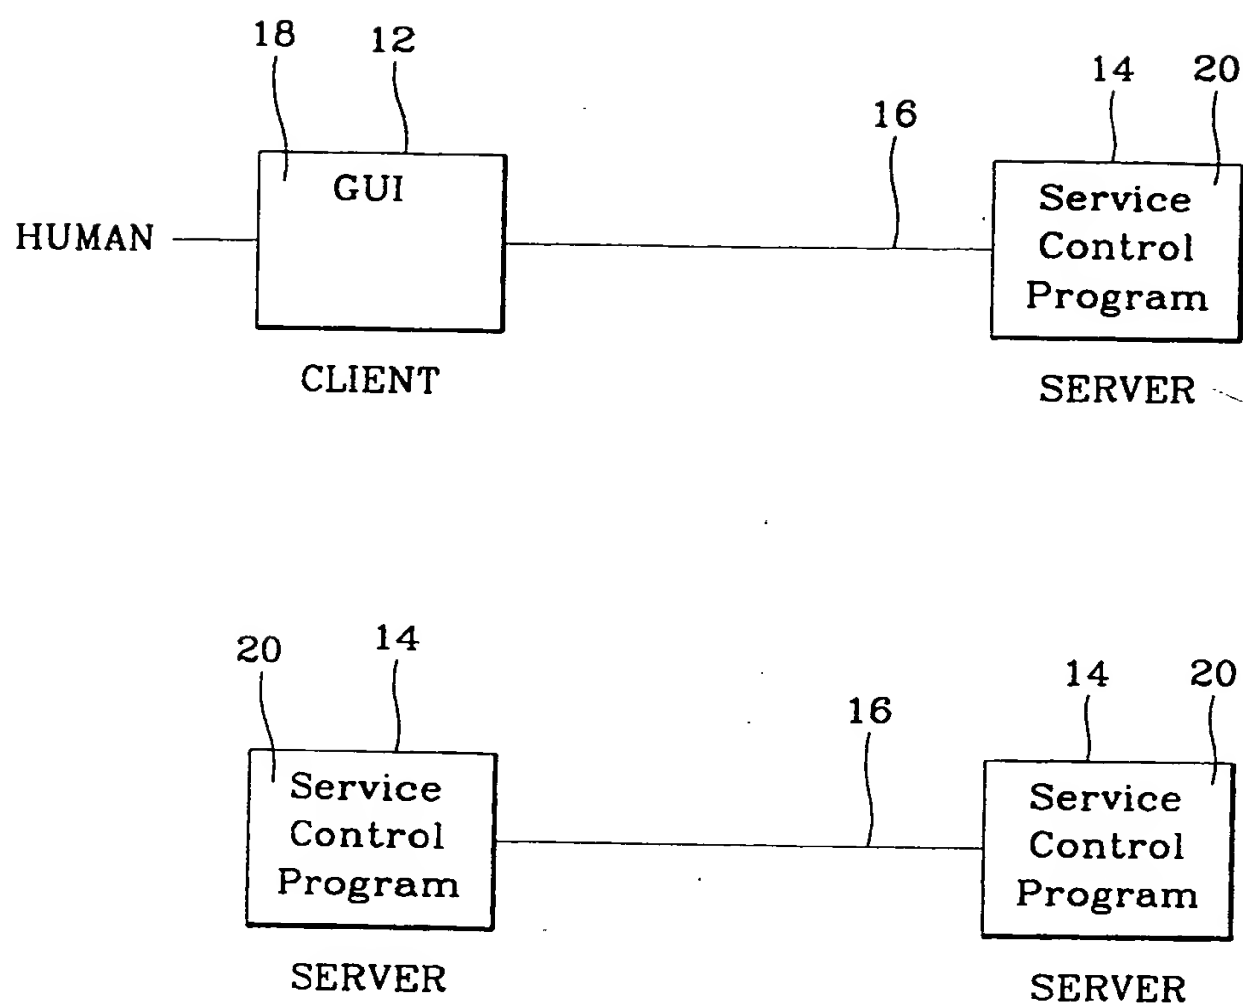 18 12
14 20
16
GUI
Service
Control
Program
HUMAN
CLIENT
SERVER
20 14
14 20
16
Service
Control
Program
Service
Control
Program
SERVER
SERVER